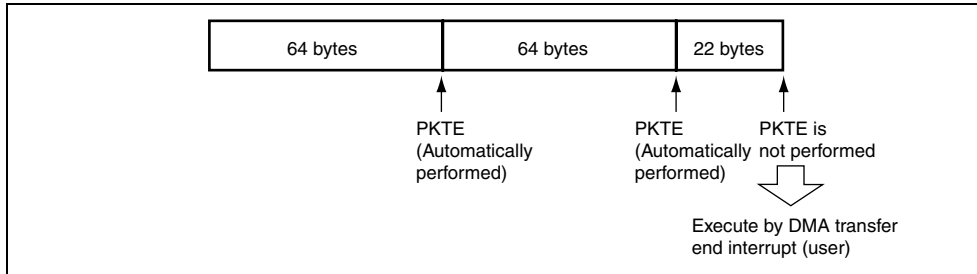 64 bytes
64 bytes
22 bytes
PKTE
(Automatically
performed)
PKTE
(Automatically
performed)
PKTE is
not performed
Execute by DMA transfer
end interrupt (user)